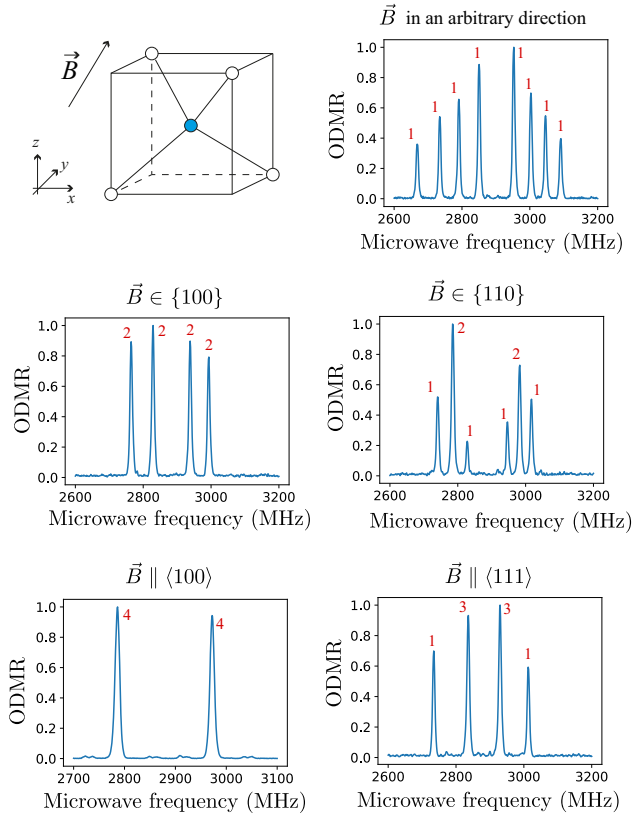 $\vec{B}$ in an arbitrary direction
$\vec{B}$
z
y
x
ODMR
1.0
0.8
0.6
0.4
0.2
0.0
1 1 1 1 1 1 1 1
2600 2800 3000 3200
Microwave frequency (MHz)
$\vec{B}$ ∈ {100}
ODMR
1.0
0.8
0.6
0.4
0.2
0.0
2 2 2 2
2600 2800 3000 3200
Microwave frequency (MHz)
$\vec{B}$ ∈ {110}
ODMR
1.0
0.8
0.6
0.4
0.2
0.0
1 2 1 1 2 1
2600 2800 3000 3200
Microwave frequency (MHz)
$\vec{B}$ ∥ ⟨100⟩
ODMR
1.0
0.8
0.6
0.4
0.2
0.0
4 4
2700 2800 2900 3000 3100
Microwave frequency (MHz)
$\vec{B}$ ∥ ⟨111⟩
ODMR
1.0
0.8
0.6
0.4
0.2
0.0
1 3 3 1
2600 2800 3000 3200
Microwave frequency (MHz)